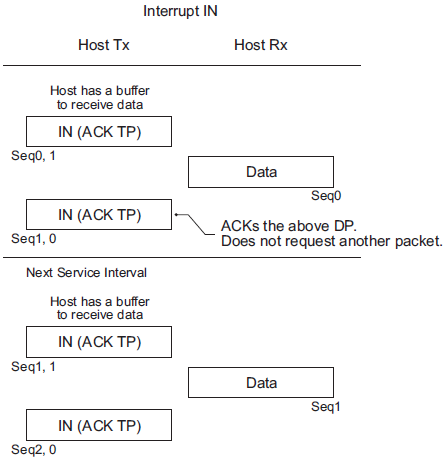 Interrupt IN
Host Tx
Host Rx
Host has a buffer
to receive data
IN (ACK TP)
Seq0, 1
Data
Seq0
IN (ACK TP)
Seq1, 0
ACKs the above DP.
Does not request another packet.
Next Service Interval
Host has a buffer
to receive data
IN (ACK TP)
Seq1, 1
Data
Seq1
IN (ACK TP)
Seq2, 0